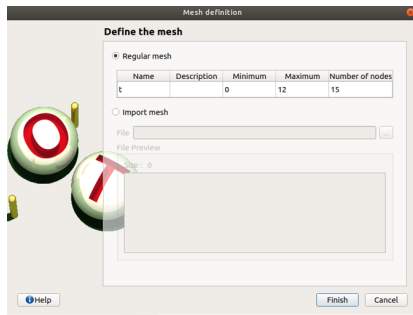 Mesh definition
Define the mesh
Regular mesh
Name Description Minimum Maximum Number of nodes
t 0 12 15
Import mesh
File ...
File Preview
Size : 0
Help Finish Cancel
O
T